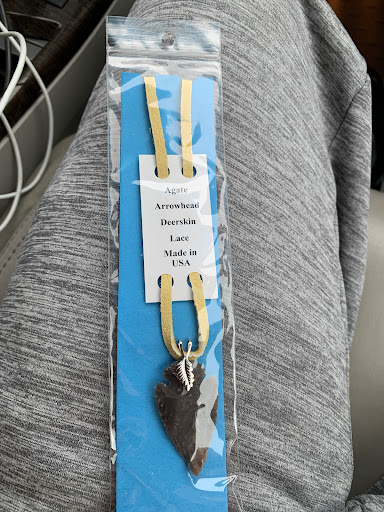 Agate
Arrowhead
Deerskin
Lace
Made in
USA